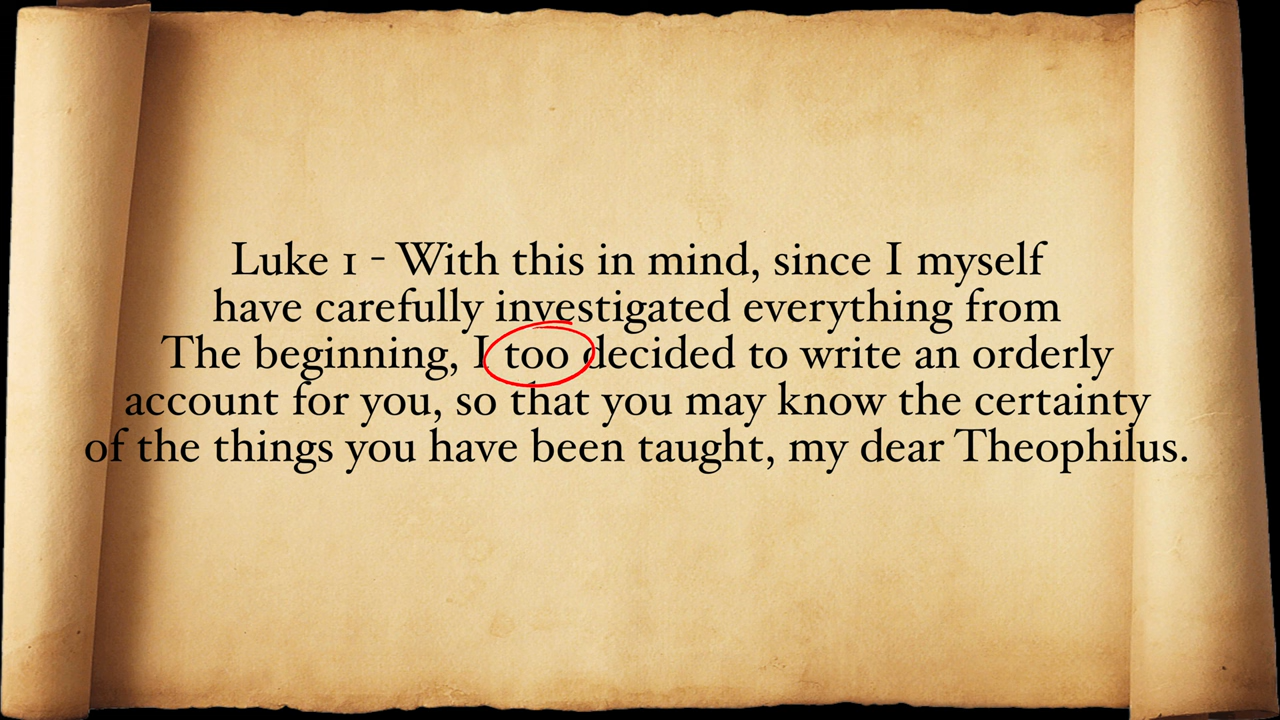 Luke 1 - With this in mind, since I myself
have carefully investigated everything from
The beginning, I too decided to write an orderly
account for you, so that you may know the certainty
of the things you have been taught, my dear Theophilus.